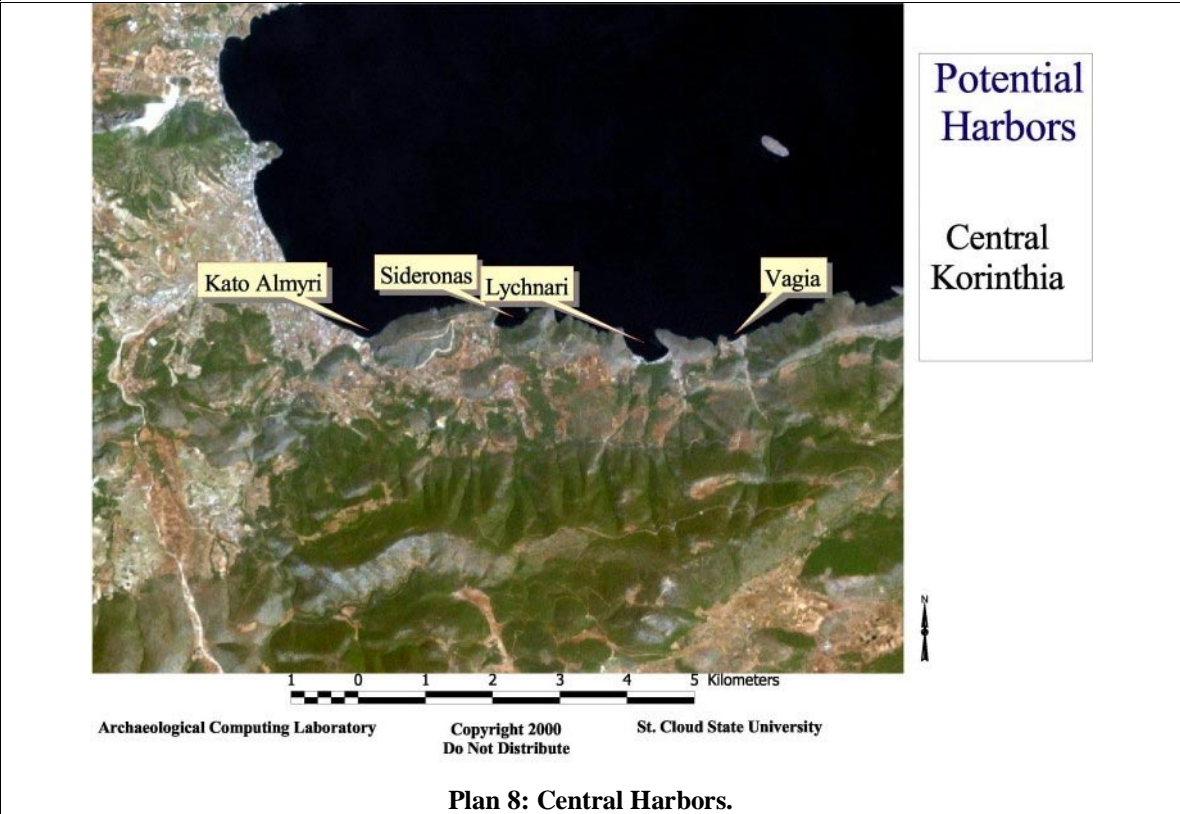 Potential
Harbors
Central
Korinthia
Kato Almyri
Sideronas
Lychnari
Vagia
N
1 0 1 2 3 4 5 Kilometers
Archaeological Computing Laboratory
Copyright 2000
Do Not Distribute
St. Cloud State University
Plan 8: Central Harbors.